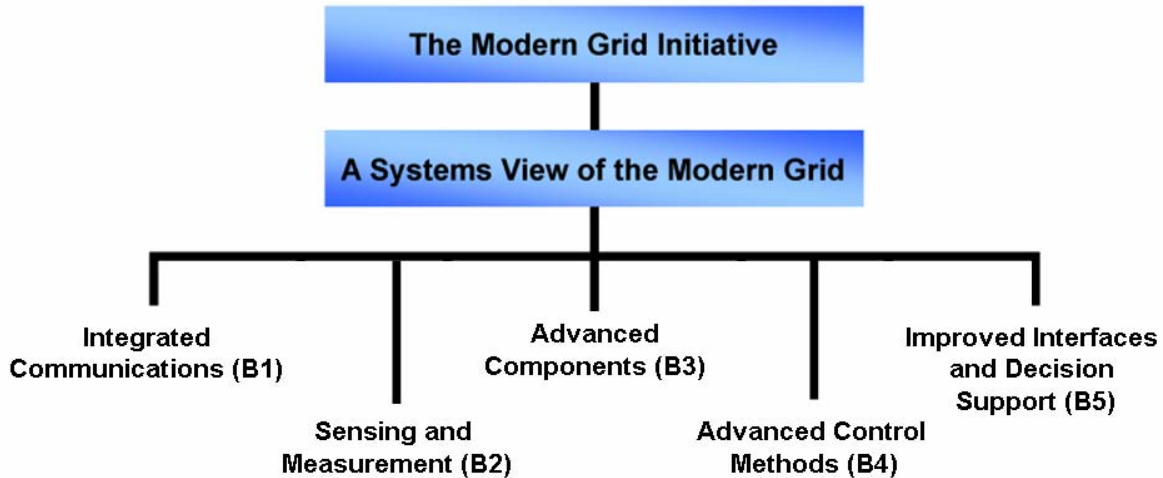 The Modern Grid Initiative
A Systems View of the Modern Grid
Integrated
Communications (B1)
Sensing and
Measurement (B2)
Advanced
Components (B3)
Advanced Control
Methods (B4)
Improved Interfaces
and Decision
Support (B5)